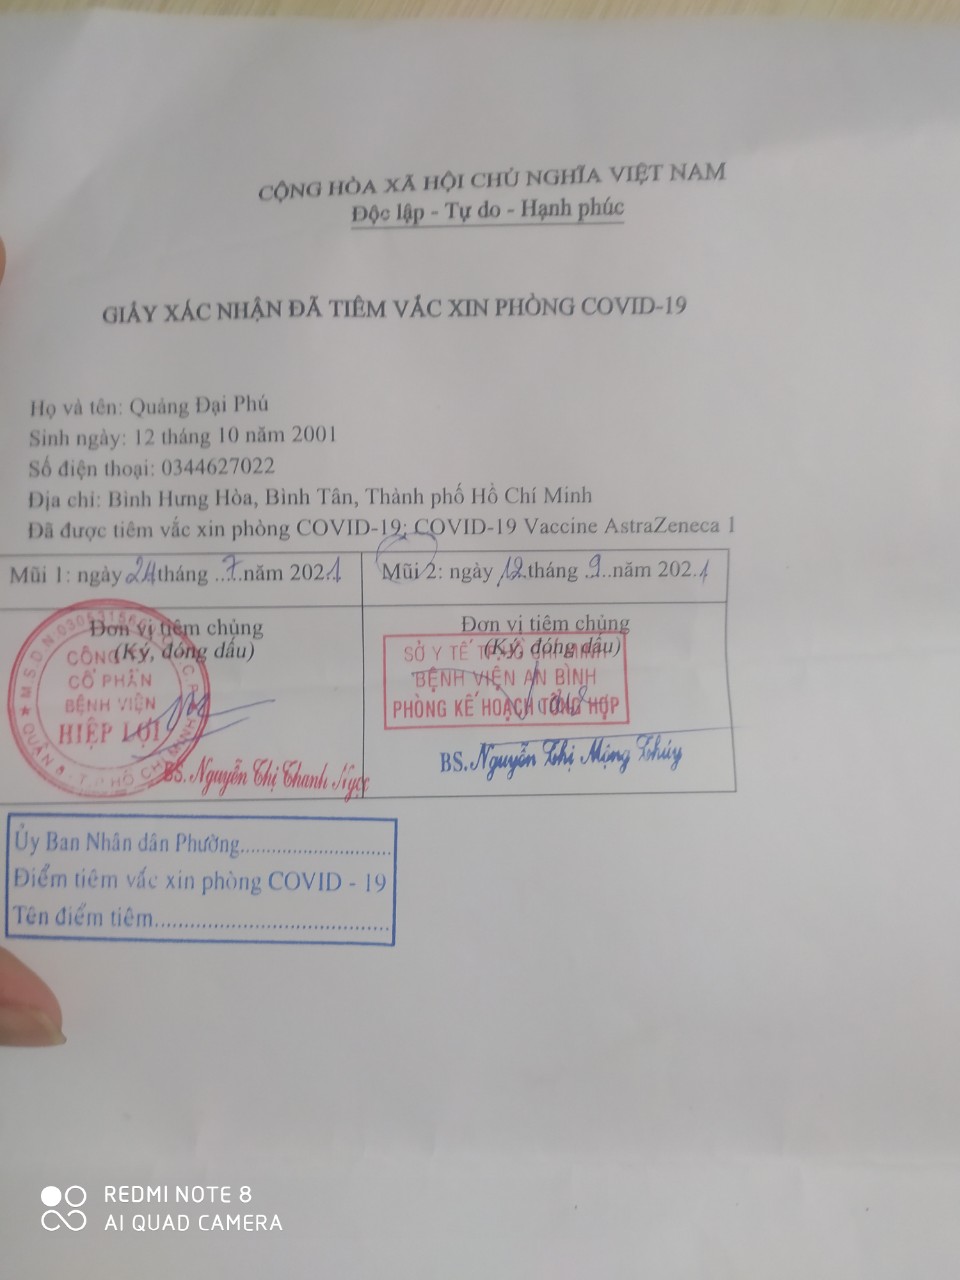 CỘNG HÒA XÃ HỘI CHỦ NGHĨA VIỆT NAM
Độc lập - Tự do - Hạnh phúc
GIẤY XÁC NHẬN ĐÃ TIÊM VẮC XIN PHÒNG COVID-19
Họ và tên: Quảng Đại Phú
Sinh ngày: 12 tháng 10 năm 2001
Số điện thoại: 0344627022
Địa chỉ: Bình Hưng Hòa, Bình Tân, Thành phố Hồ Chí Minh
Đã được tiêm vắc xin phòng COVID-19: COVID-19 Vaccine AstraZeneca 1
Mũi 1: ngày 24 tháng ..7..năm 2021
Mũi 2: ngày 12 tháng ..9..năm 2021
Đơn vị tiêm chủng
(Ký, đóng dấu)
CÔNG
CỔ PHẦN
BỆNH VIỆN
HIỆP LỢI
QUẬN 8 - T.P HỒ CHÍ MINH
BS. Nguyễn Thị Thanh
Đơn vị tiêm chủng
(Ký, đóng dấu)
SỞ Y TẾ
BỆNH VIỆN AN BÌNH
PHÒNG KẾ HOẠCH TỔNG HỢP
BS. Nguyễn Thị Mộng Thúy
Ủy Ban Nhân dân Phường..............................
Điểm tiêm vắc xin phòng COVID - 19
Tên điểm tiêm..............................................
REDMI NOTE 8
AI QUAD CAMERA